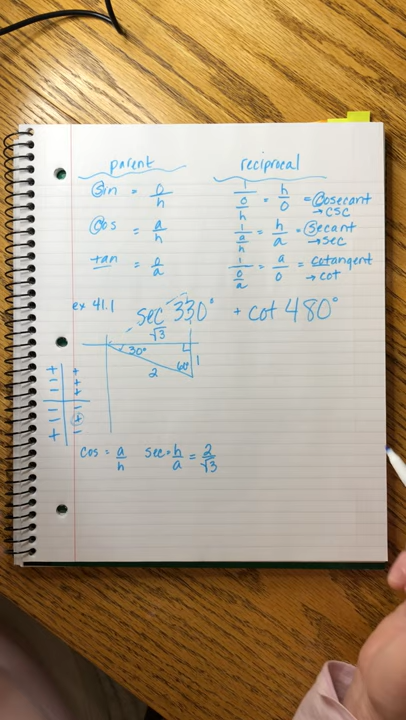 parent reciprocal
sin = o/h 1/(o/h) = h/o = Cosecant → csc
cos = a/h 1/(a/h) = h/a = Secant → sec
tan = o/a 1/(o/a) = a/o = cotangent → cot
ex 41.1 sec 330° + cot 480°
√3
30° 60° 1
2
+ +
− +
− +
− −
− +
+ −
cos = a/h sec = h/a = 2/√3